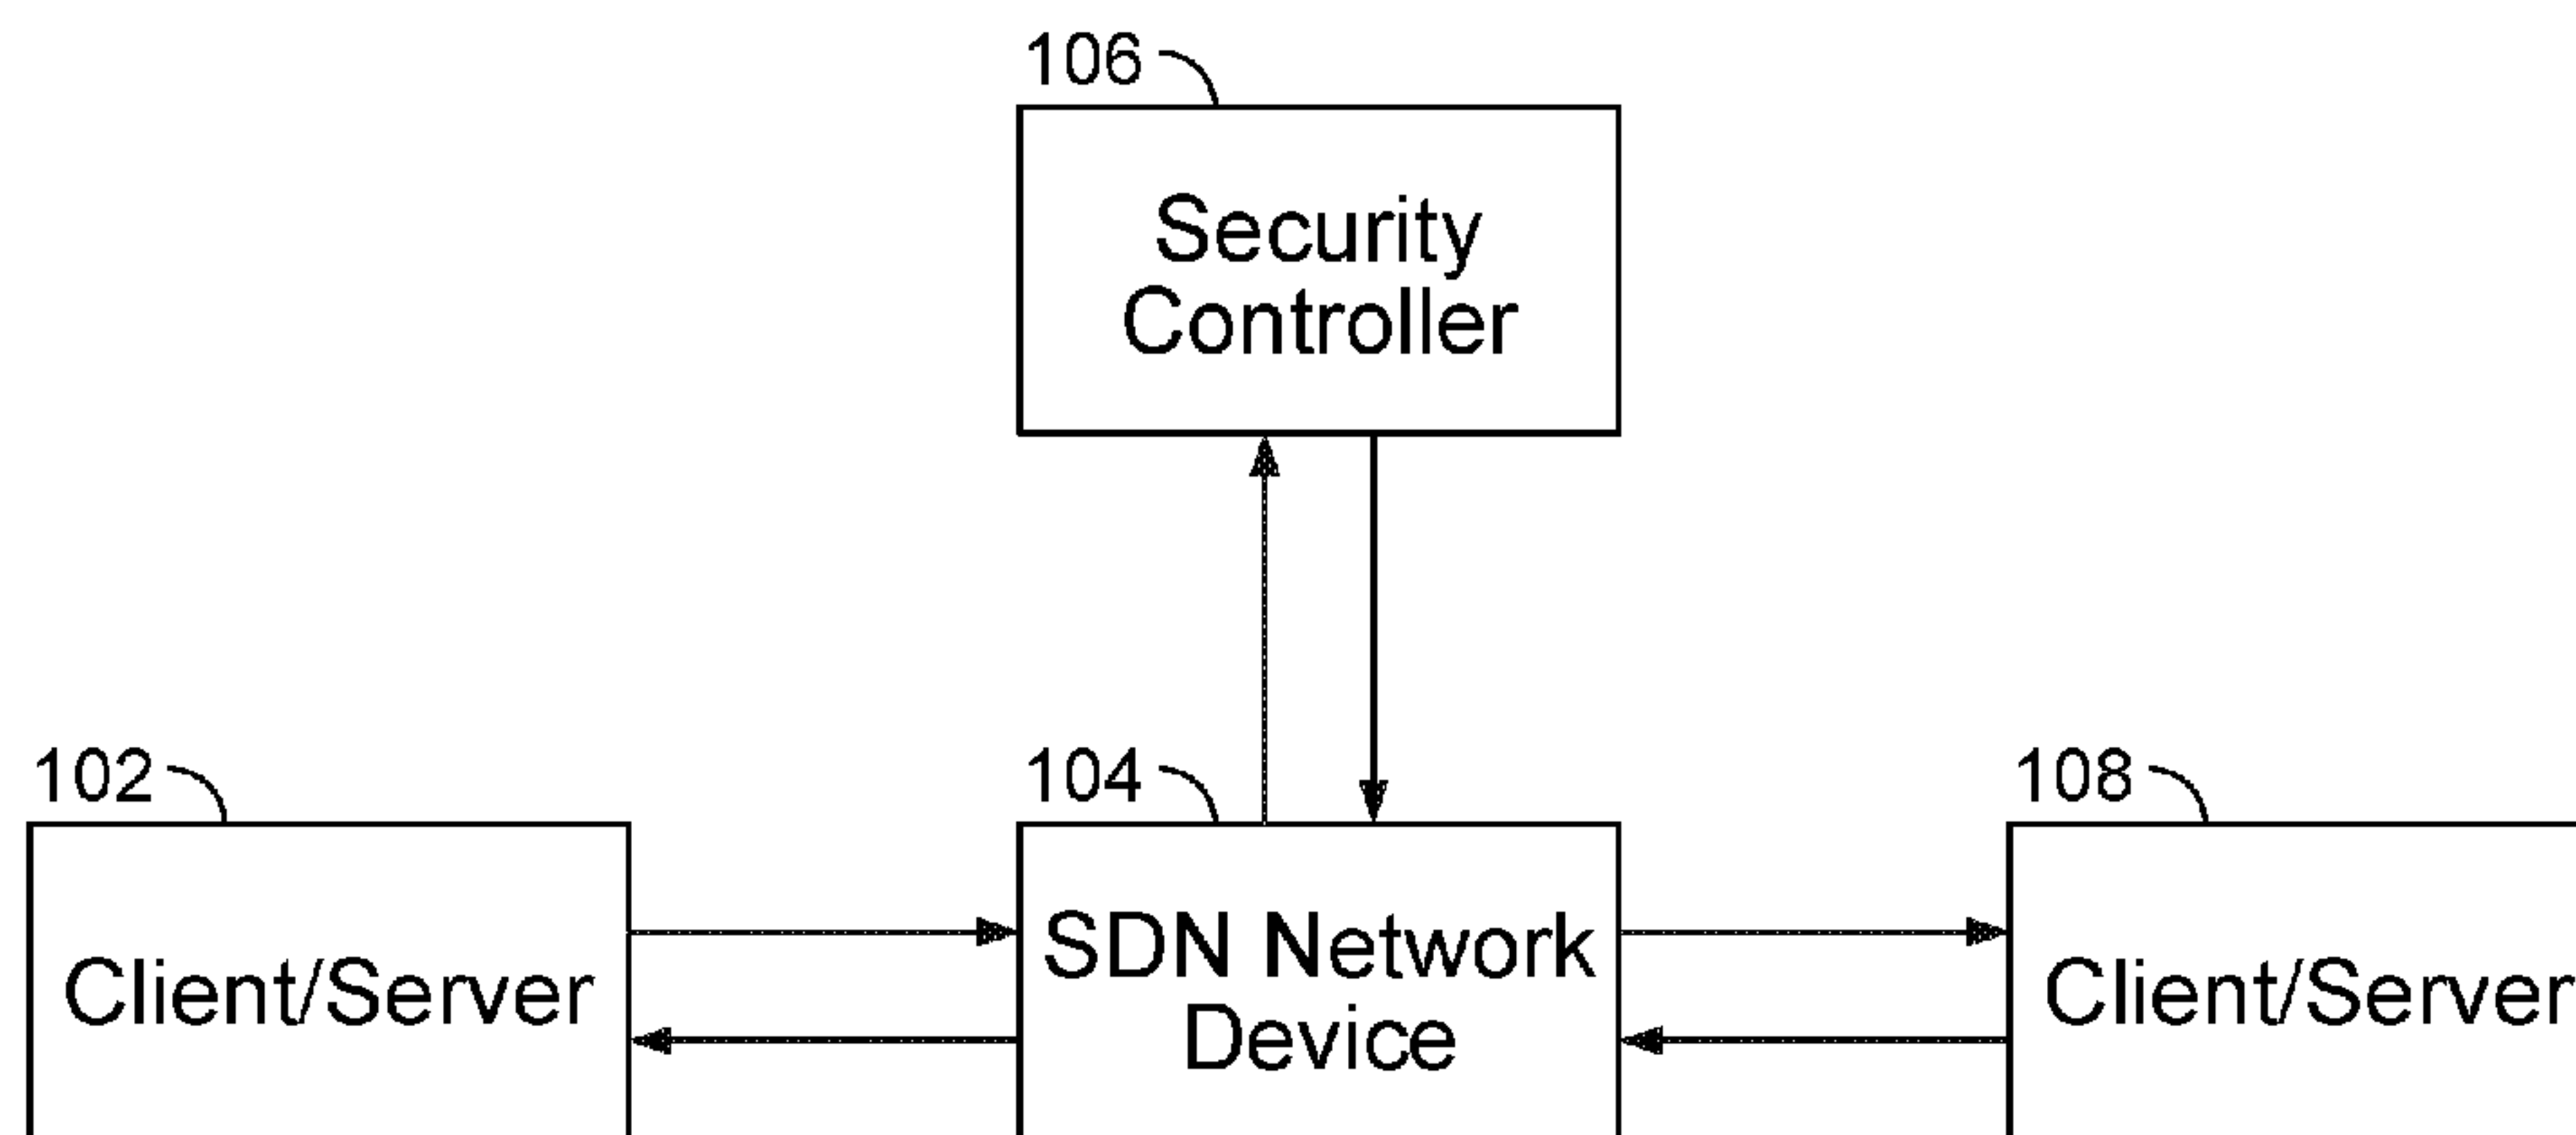 106
Security
Controller
102
104
108
Client/Server
SDN Network
Device
Client/Server